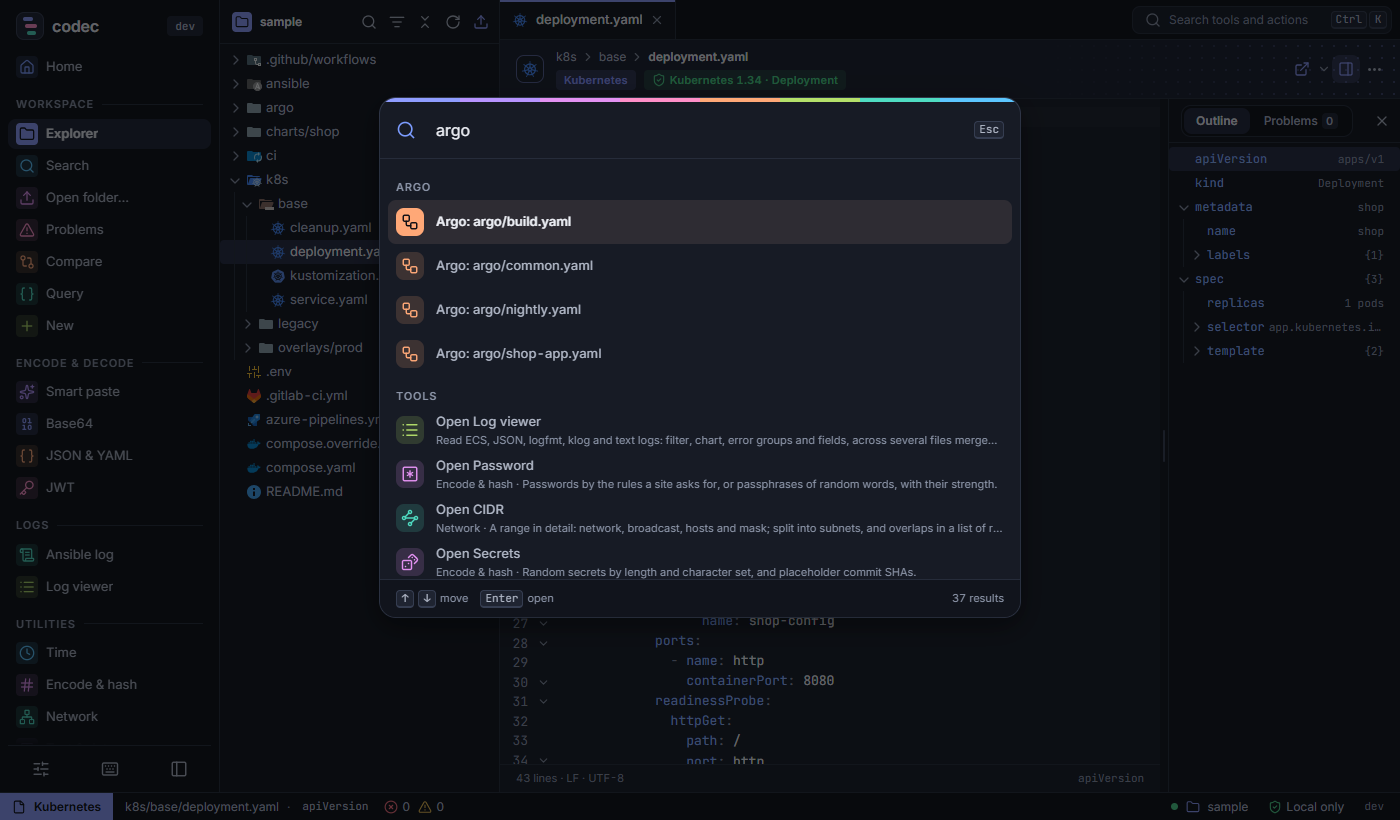 codec
dev
Home
WORKSPACE
Explorer
Search
Open folder...
Problems
Compare
Query
New
ENCODE & DECODE
Smart paste
Base64
JSON & YAML
JWT
LOGS
Ansible log
Log viewer
UTILITIES
Time
Encode & hash
Network
sample
.github/workflows
ansible
argo
charts/shop
ci
k8s
base
cleanup.yaml
deployment.ya
kustomization.
service.yaml
legacy
overlays/prod
.env
.gitlab-ci.yml
azure-pipelines.yr
compose.override.
compose.yaml
README.md
deployment.yaml
Search tools and actions Ctrl K
k8s > base > deployment.yaml
Kubernetes
Kubernetes 1.34 · Deployment
argo
Esc
ARGO
Argo: argo/build.yaml
Argo: argo/common.yaml
Argo: argo/nightly.yaml
Argo: argo/shop-app.yaml
TOOLS
Open Log viewer
Read ECS, JSON, logfmt, klog and text logs: filter, chart, error groups and fields, across several files merge...
Open Password
Encode & hash · Passwords by the rules a site asks for, or passphrases of random words, with their strength.
Open CIDR
Network · A range in detail: network, broadcast, hosts and mask; split into subnets, and overlaps in a list of r...
Open Secrets
Encode & hash · Random secrets by length and character set, and placeholder commit SHAs.
↑ ↓ move Enter open
37 results
27 name: shop-config
28 ports:
29 - name: http
30 containerPort: 8080
31 readinessProbe:
32 httpGet:
33 path: /
34 port: http
43 lines · LF · UTF-8
apiVersion
Outline
Problems 0
apiVersion apps/v1
kind Deployment
metadata shop
name shop
labels {1}
spec {3}
replicas 1 pods
selector app.kubernetes.i...
template {2}
Kubernetes
k8s/base/deployment.yaml · apiVersion
0
0
sample
Local only
dev